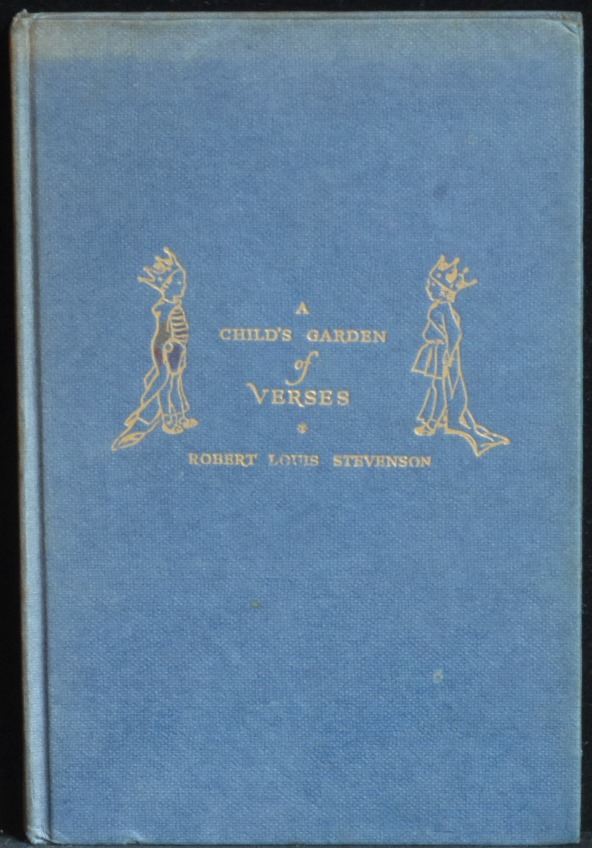 A
CHILD'S GARDEN
of
VERSES
ROBERT LOUIS STEVENSON